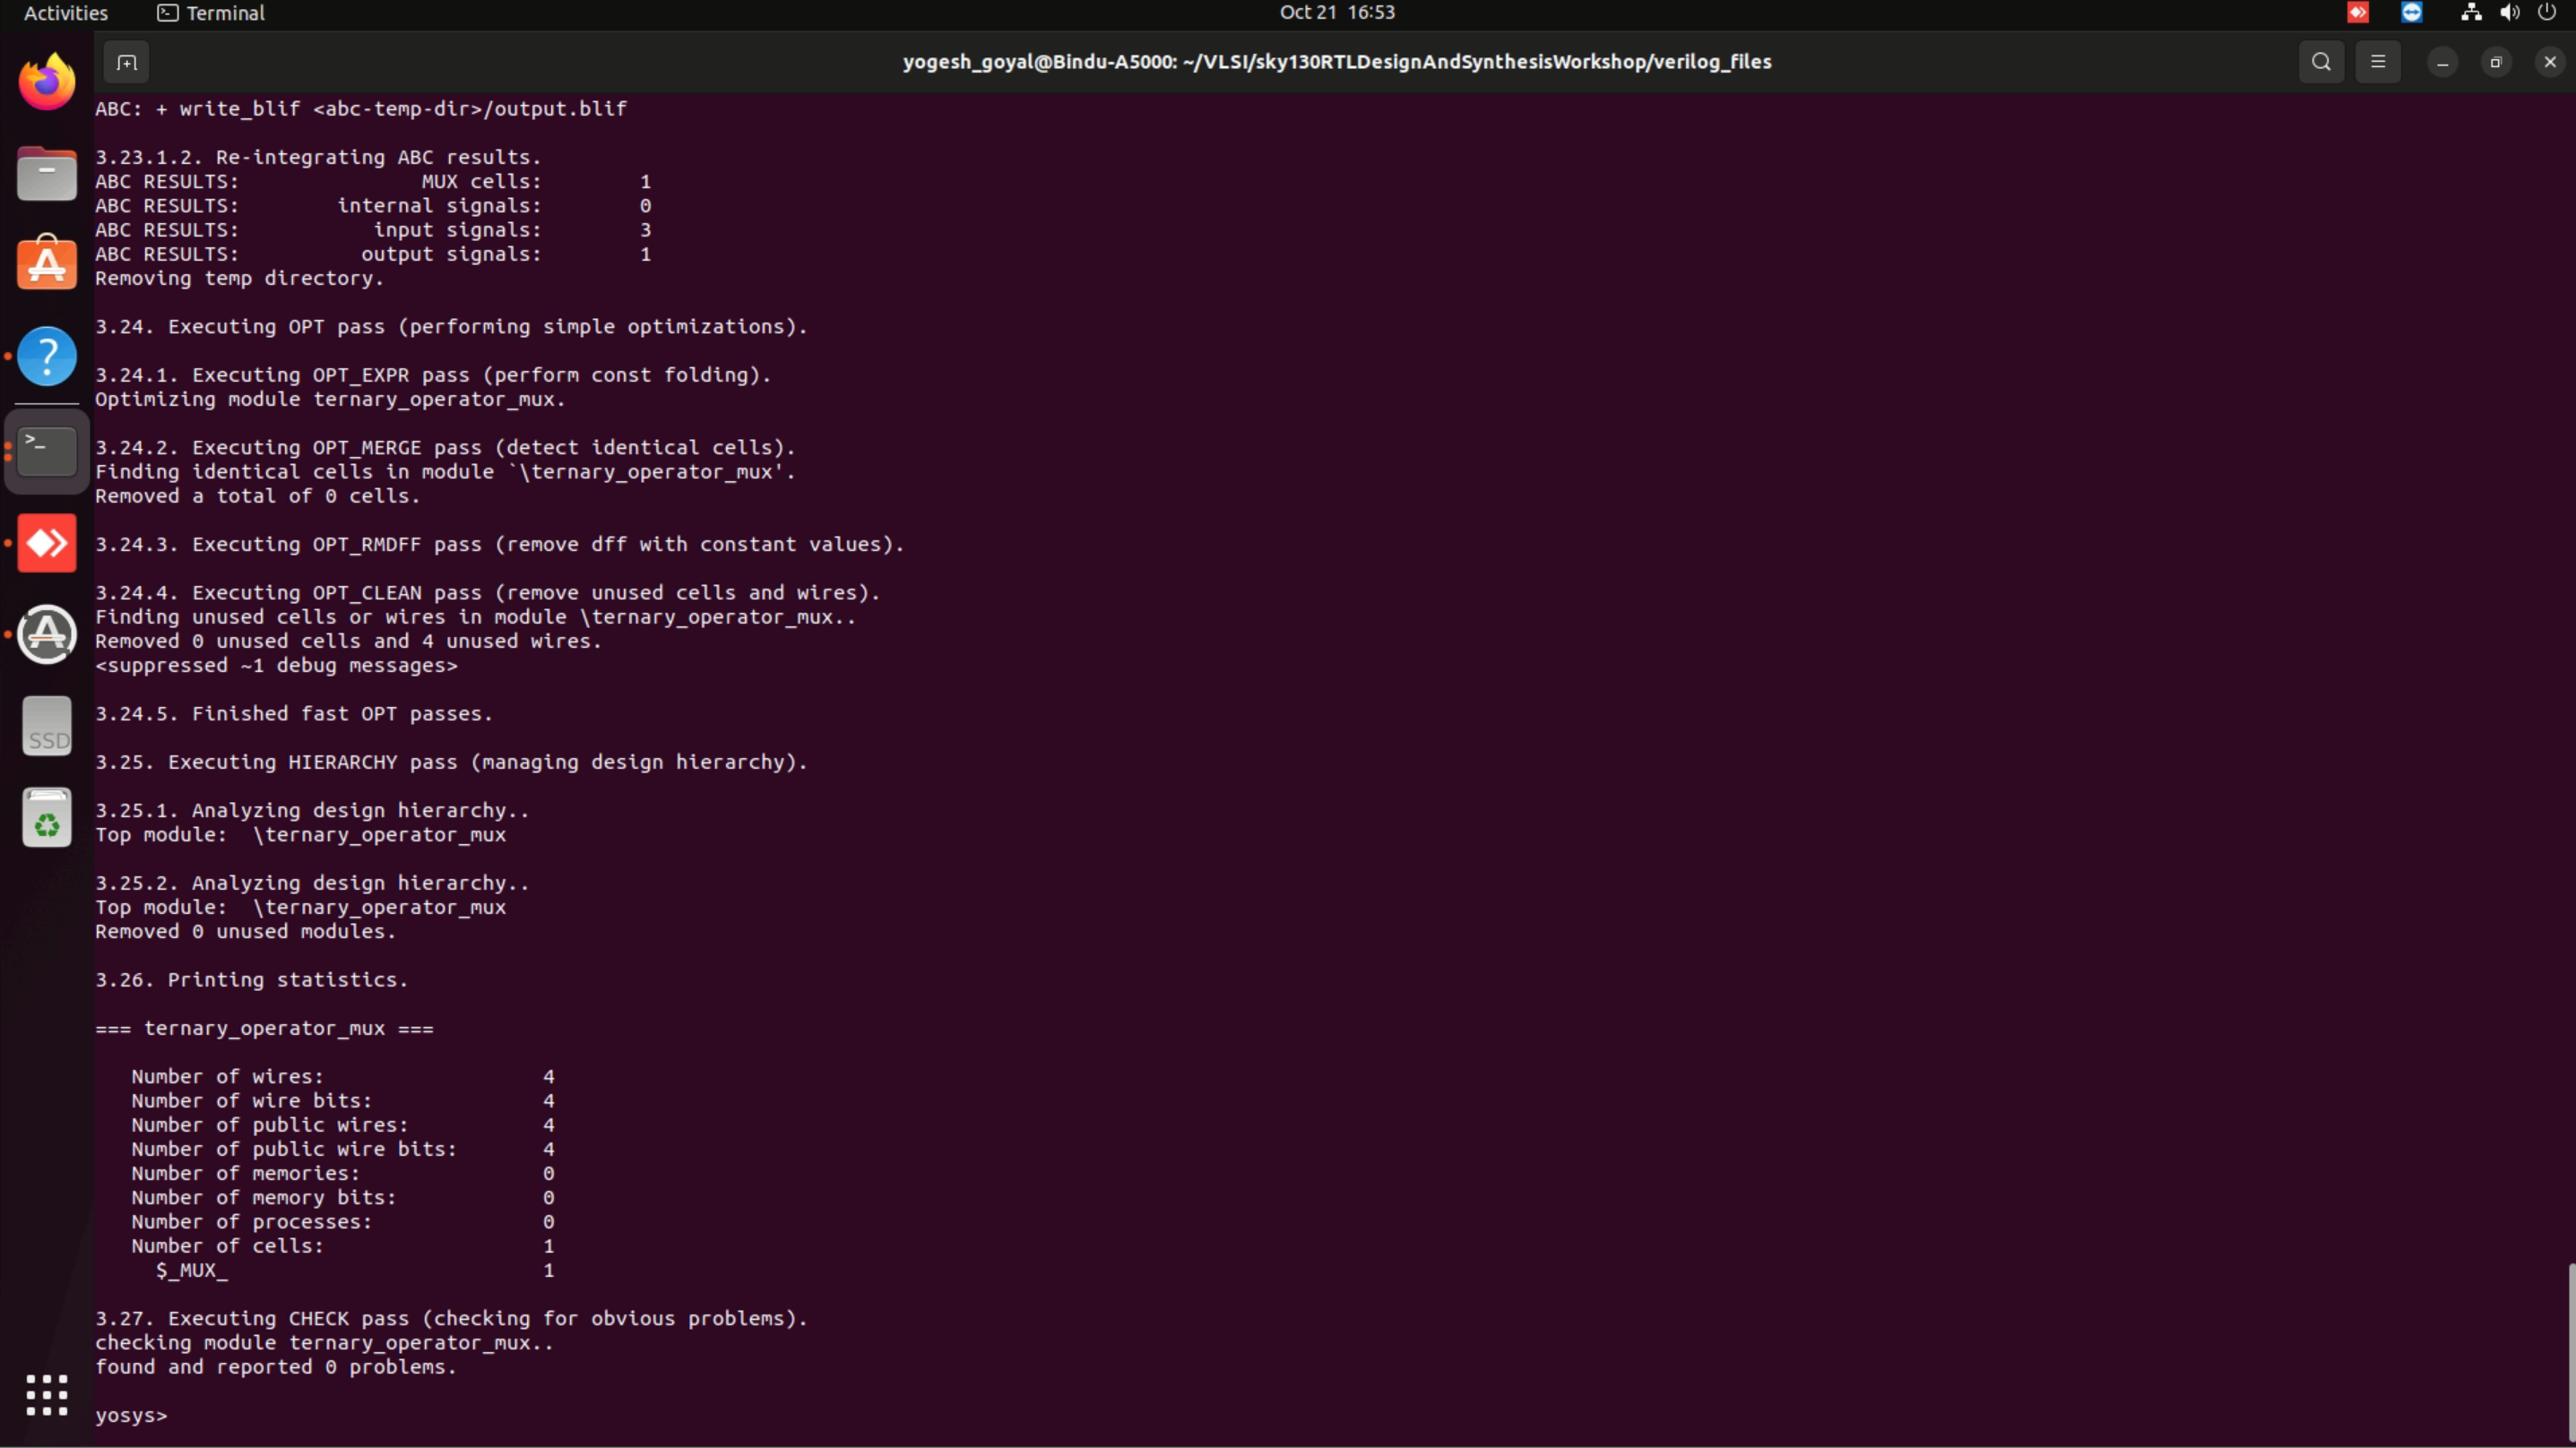 Activities Terminal Oct 21 16:53
yogesh_goyal@Bindu-A5000: ~/VLSI/sky130RTLDesignAndSynthesisWorkshop/verilog_files
ABC: + write_blif <abc-temp-dir>/output.blif
3.23.1.2. Re-integrating ABC results.
ABC RESULTS: MUX cells: 1
ABC RESULTS: internal signals: 0
ABC RESULTS: input signals: 3
ABC RESULTS: output signals: 1
Removing temp directory.
3.24. Executing OPT pass (performing simple optimizations).
3.24.1. Executing OPT_EXPR pass (perform const folding).
Optimizing module ternary_operator_mux.
3.24.2. Executing OPT_MERGE pass (detect identical cells).
Finding identical cells in module `\ternary_operator_mux'.
Removed a total of 0 cells.
3.24.3. Executing OPT_RMDFF pass (remove dff with constant values).
3.24.4. Executing OPT_CLEAN pass (remove unused cells and wires).
Finding unused cells or wires in module \ternary_operator_mux..
Removed 0 unused cells and 4 unused wires.
<suppressed ~1 debug messages>
3.24.5. Finished fast OPT passes.
3.25. Executing HIERARCHY pass (managing design hierarchy).
3.25.1. Analyzing design hierarchy..
Top module: \ternary_operator_mux
3.25.2. Analyzing design hierarchy..
Top module: \ternary_operator_mux
Removed 0 unused modules.
3.26. Printing statistics.
=== ternary_operator_mux ===
Number of wires: 4
Number of wire bits: 4
Number of public wires: 4
Number of public wire bits: 4
Number of memories: 0
Number of memory bits: 0
Number of processes: 0
Number of cells: 1
$_MUX_ 1
3.27. Executing CHECK pass (checking for obvious problems).
checking module ternary_operator_mux..
found and reported 0 problems.
yosys>
SSD